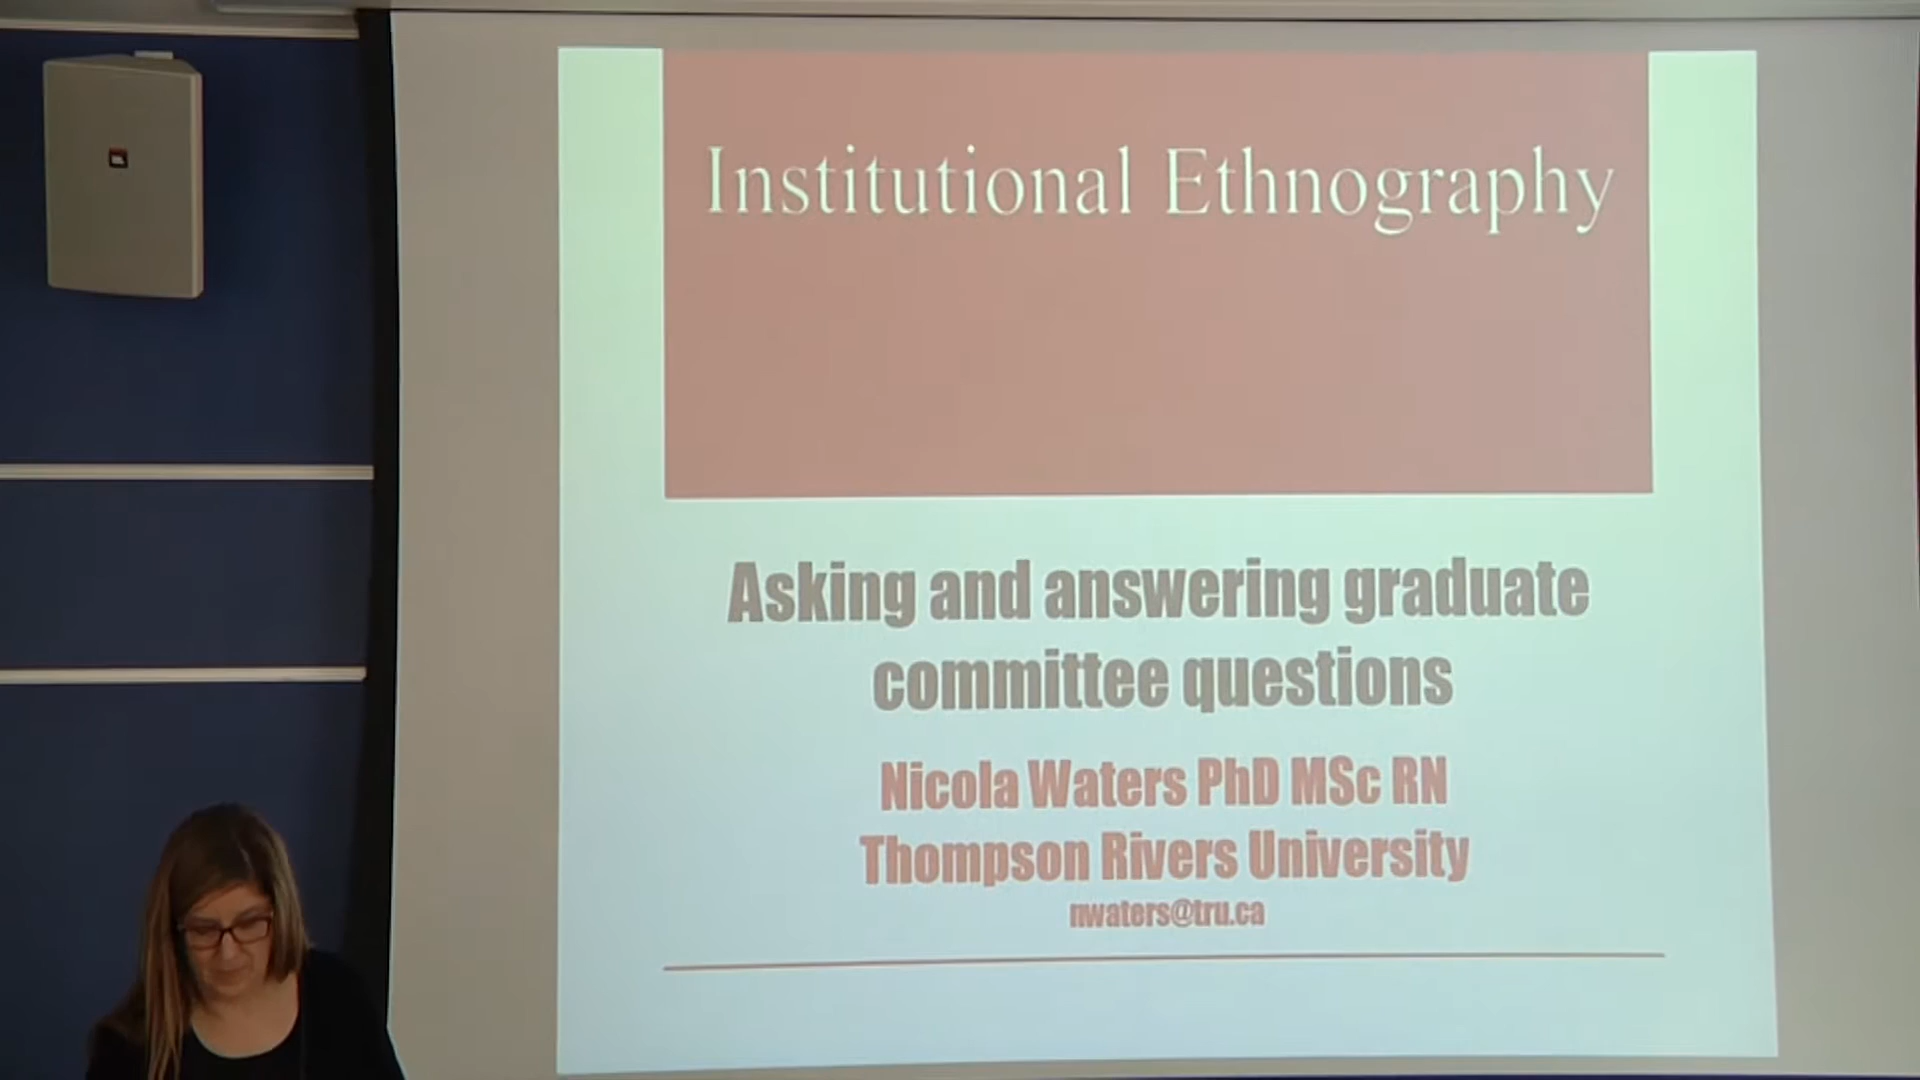 Institutional Ethnography
Asking and answering graduate
committee questions
Nicola Waters PhD MSc RN
Thompson Rivers University
nwaters@tru.ca